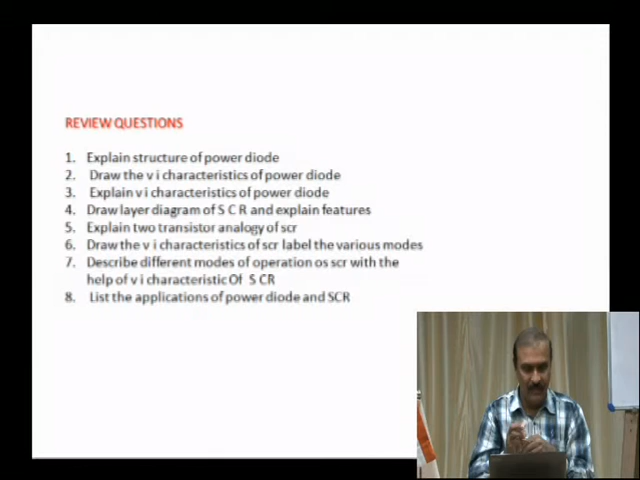 REVIEW QUESTIONS
1. Explain structure of power diode
2. Draw the v i characteristics of power diode
3. Explain v i characteristics of power diode
4. Draw layer diagram of S C R and explain features
5. Explain two transistor analogy of scr
6. Draw the v i characteristics of scr label the various modes
7. Describe different modes of operation os scr with the
help of v i characteristic Of S CR
8. List the applications of power diode and SCR